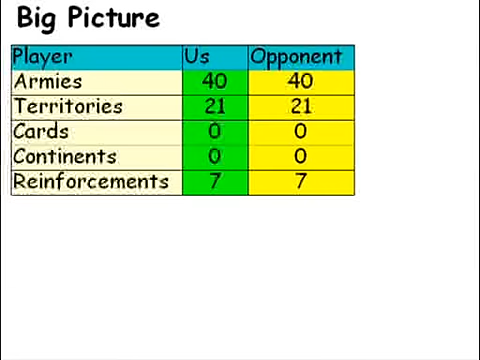 Big Picture
Player Us Opponent
Armies 40 40
Territories 21 21
Cards 0 0
Continents 0 0
Reinforcements 7 7